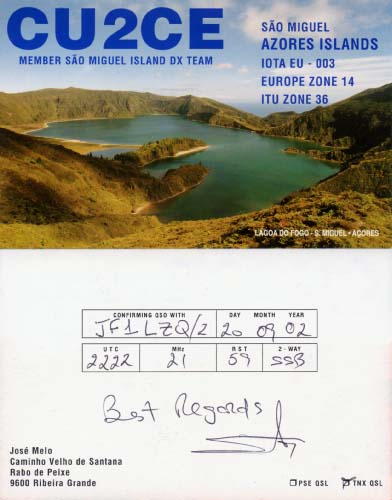 CU2CE
MEMBER SÃO MIGUEL ISLAND DX TEAM
SÃO MIGUEL
AZORES ISLANDS
IOTA EU - 003
EUROPE ZONE 14
ITU ZONE 36
LAGOA DO FOGO - S. MIGUEL - AÇORES
CONFIRMING QSO WITH DAY MONTH YEAR
JF1LZQ/2 20 09 02
UTC MHz RST 2-WAY
2222 21 59 SSB
Best Regards
José Melo
Caminho Velho de Santana
Rabo de Peixe
9600 Ribeira Grande
PSE QSL TNX QSL